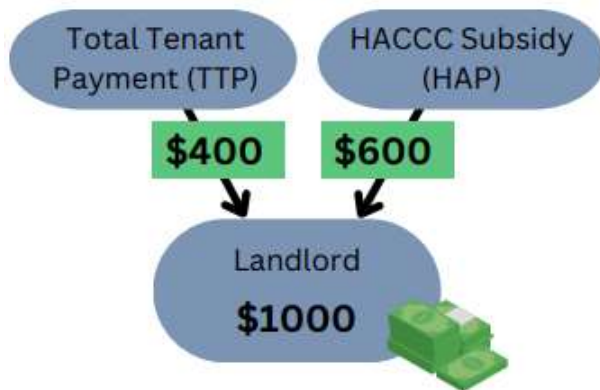 Total Tenant
Payment (TTP)
HACCC Subsidy
(HAP)
$400
$600
Landlord
$1000